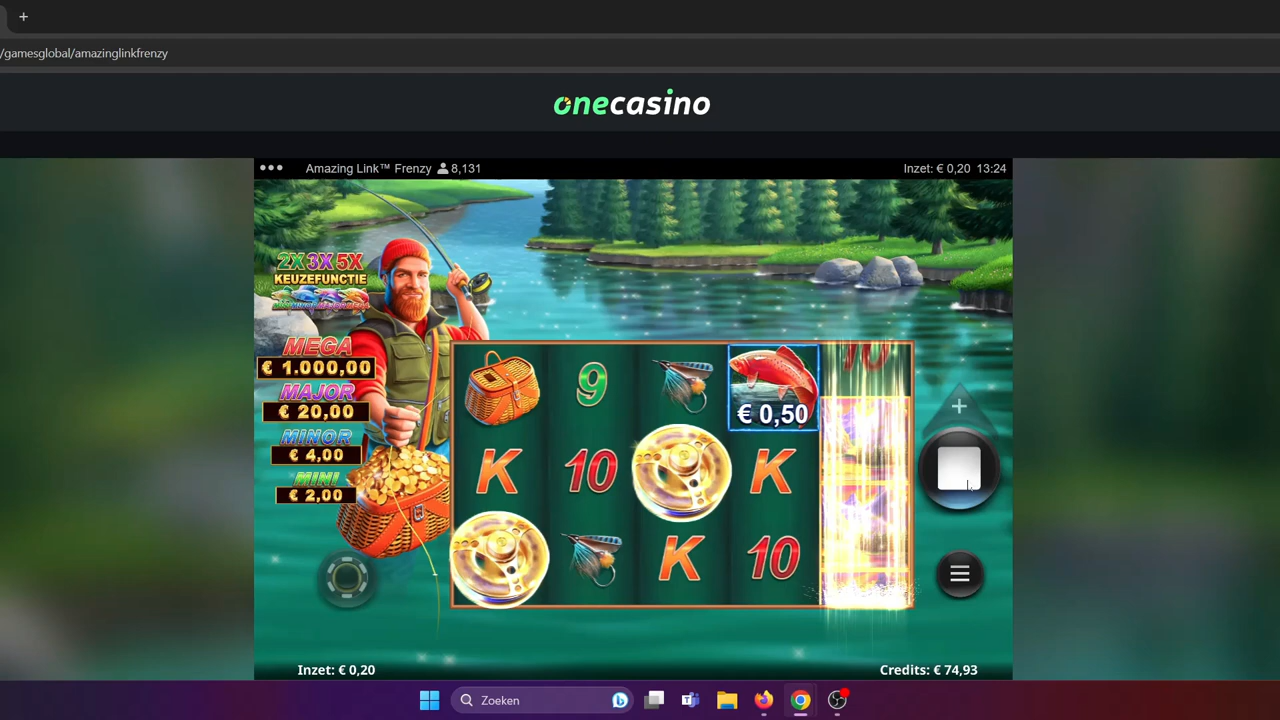 /gamesglobal/amazinglinkfrenzy
onecasino
Amazing Link™ Frenzy 8,131
Inzet: € 0,20 13:24
2X 3X 5X
KEUZEFUNCTIE
MEGA
€ 1.000,00
MAJOR
€ 20,00
MINOR
€ 4,00
MINI
€ 2,00
9
€ 0,50
10
K 10 K
K 10
Inzet: € 0,20
Credits: € 74,93
Zoeken